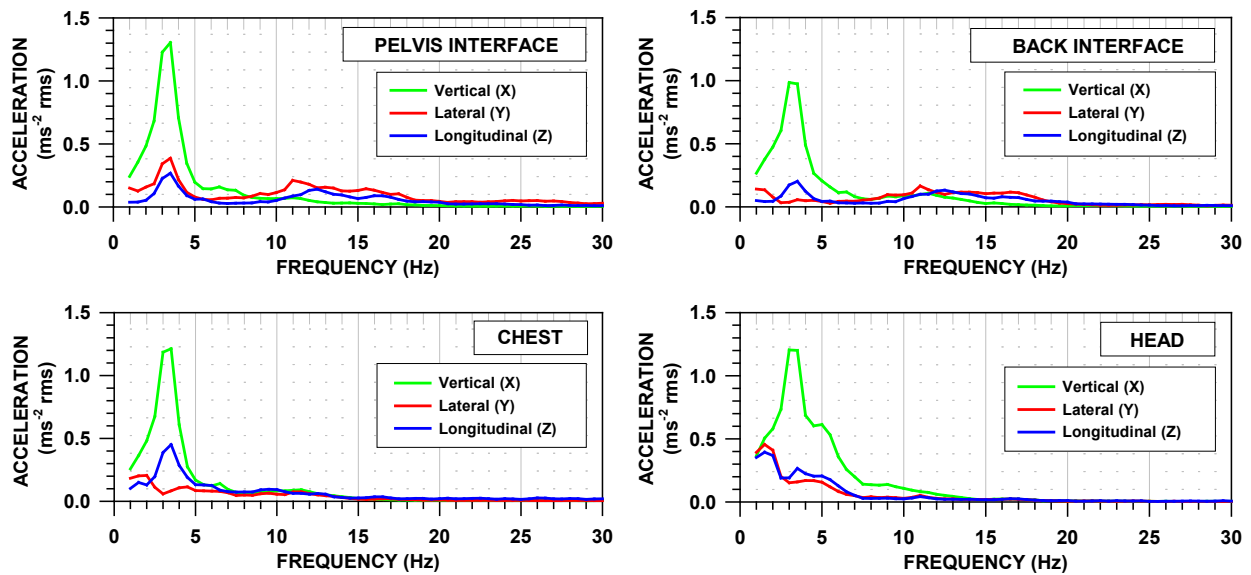 PELVIS INTERFACE
ACCELERATION
(ms⁻² rms)
1.5
1.0
0.5
0.0
Vertical (X)
Lateral (Y)
Longitudinal (Z)
0 5 10 15 20 25 30
FREQUENCY (Hz)
BACK INTERFACE
ACCELERATION
(ms⁻² rms)
1.5
1.0
0.5
0.0
Vertical (X)
Lateral (Y)
Longitudinal (Z)
0 5 10 15 20 25 30
FREQUENCY (Hz)
CHEST
ACCELERATION
(ms⁻² rms)
1.5
1.0
0.5
0.0
Vertical (X)
Lateral (Y)
Longitudinal (Z)
0 5 10 15 20 25 30
FREQUENCY (Hz)
HEAD
ACCELERATION
(ms⁻² rms)
1.5
1.0
0.5
0.0
Vertical (X)
Lateral (Y)
Longitudinal (Z)
0 5 10 15 20 25 30
FREQUENCY (Hz)